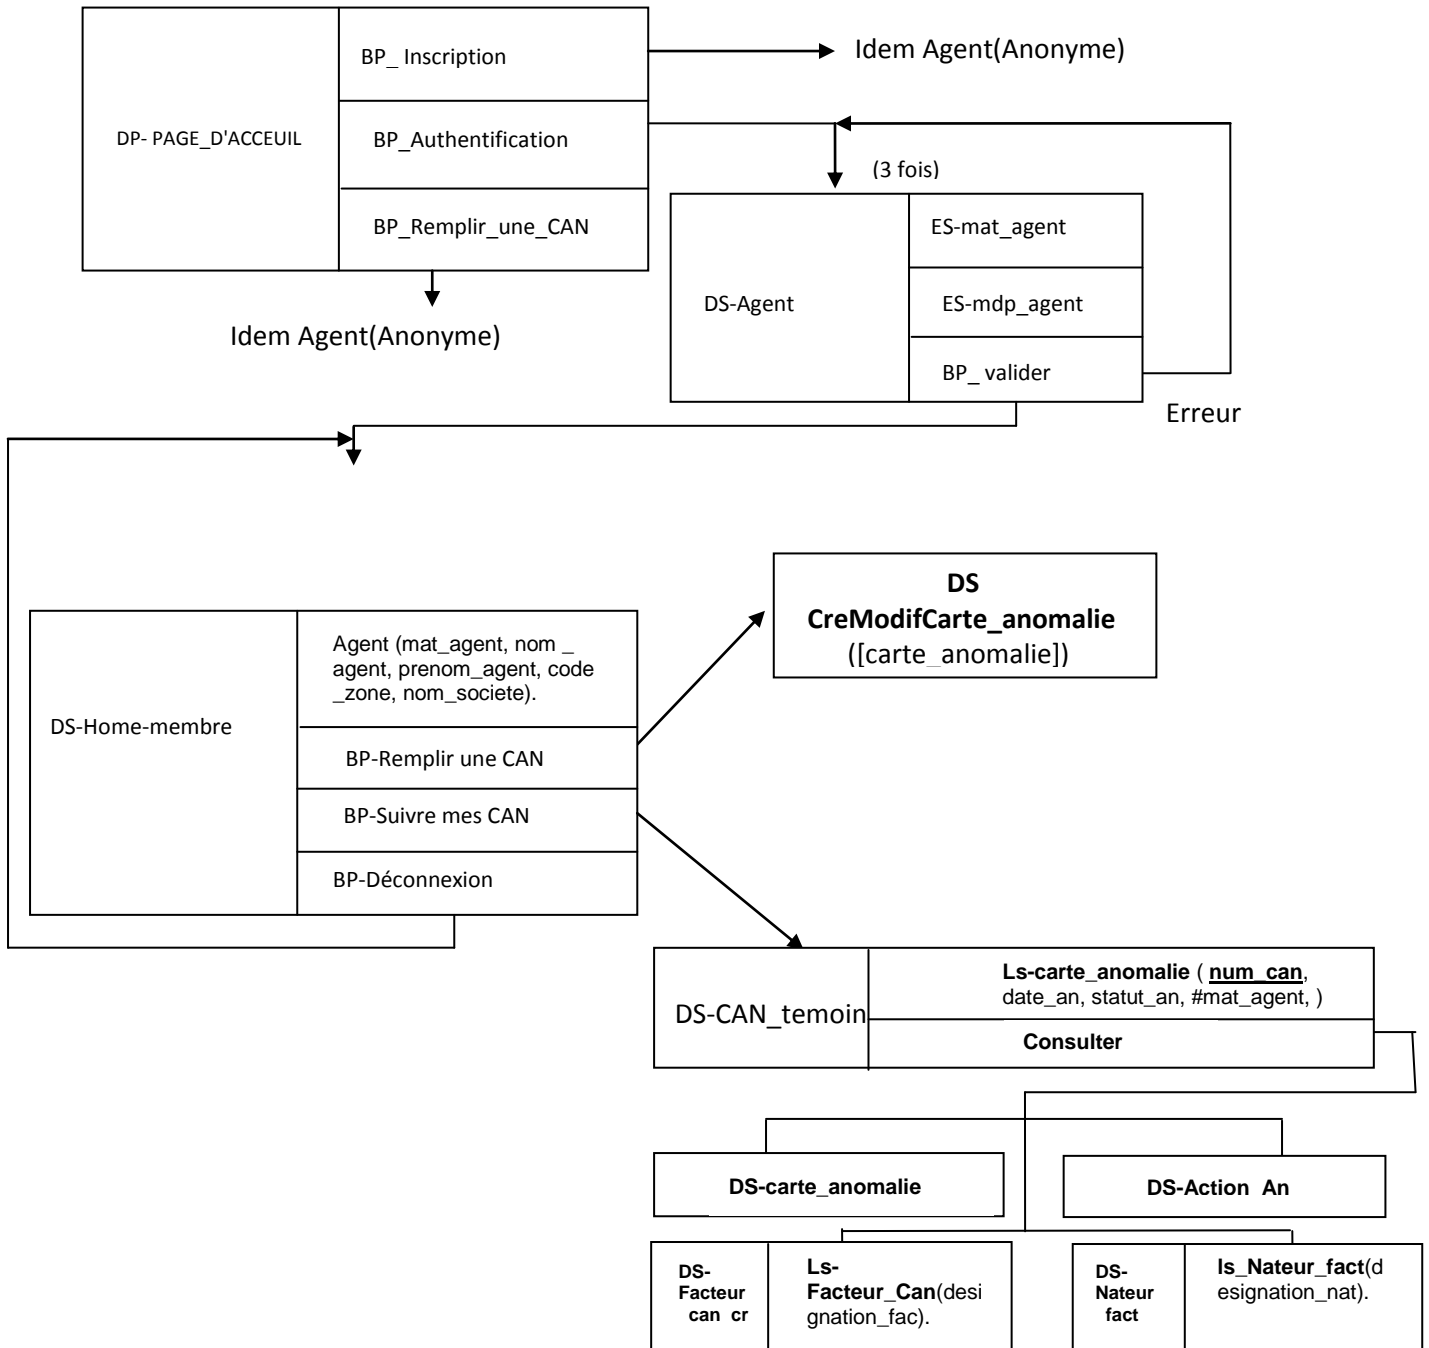 BP_ Inscription
Idem Agent(Anonyme)
DP- PAGE_D'ACCEUIL
BP_Authentification
(3 fois)
BP_Remplir_une_CAN
ES-mat_agent
DS-Agent
ES-mdp_agent
Idem Agent(Anonyme)
BP_ valider
Erreur
DS
CreModifCarte_anomalie
([carte_anomalie])
Agent (mat_agent, nom _
agent, prenom_agent, code
_zone, nom_societe).
DS-Home-membre
BP-Remplir une CAN
BP-Suivre mes CAN
BP-Déconnexion
DS-CAN_temoin
Ls-carte_anomalie ( num_can,
date_an, statut_an, #mat_agent, )
Consulter
DS-carte_anomalie
DS-Action An
DS-
Facteur
can cr
Ls-
Facteur_Can(desi
gnation_fac).
DS-
Nateur
fact
ls_Nateur_fact(d
esignation_nat).